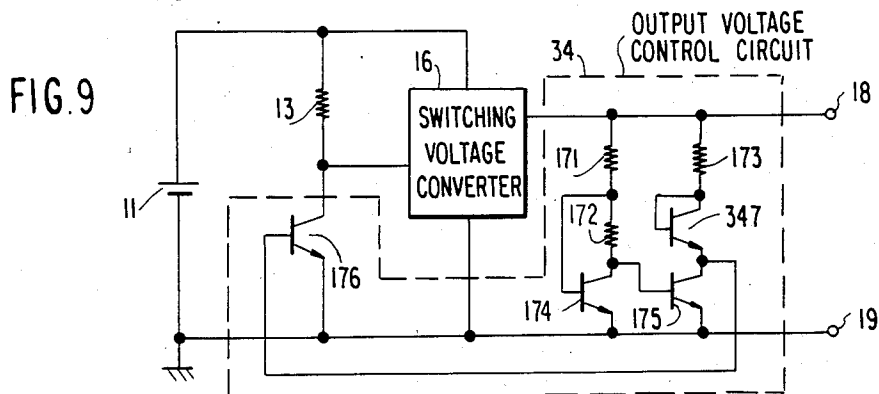 FIG.9
OUTPUT VOLTAGE
CONTROL CIRCUIT
34
16
18
13
SWITCHING
VOLTAGE
CONVERTER
171
173
11
172
347
176
174
175
19